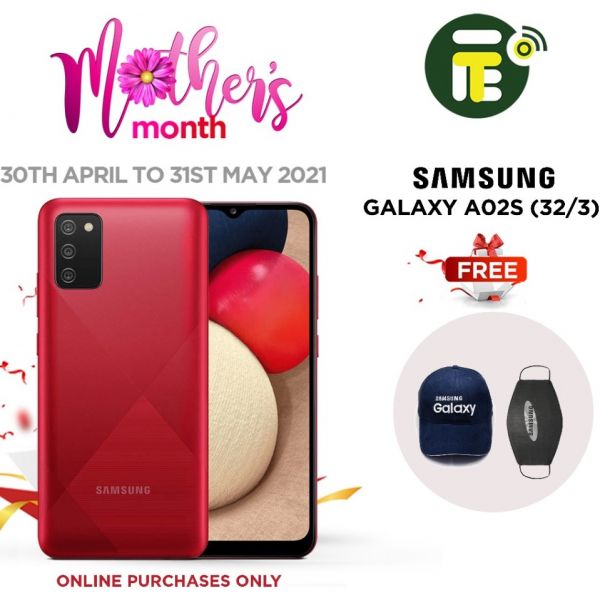 Mother's
month
30TH APRIL TO 31ST MAY 2021
SAMSUNG
GALAXY A02S (32/3)
FREE
SAMSUNG
Galaxy
SAMSUNG
SAMSUNG
ONLINE PURCHASES ONLY